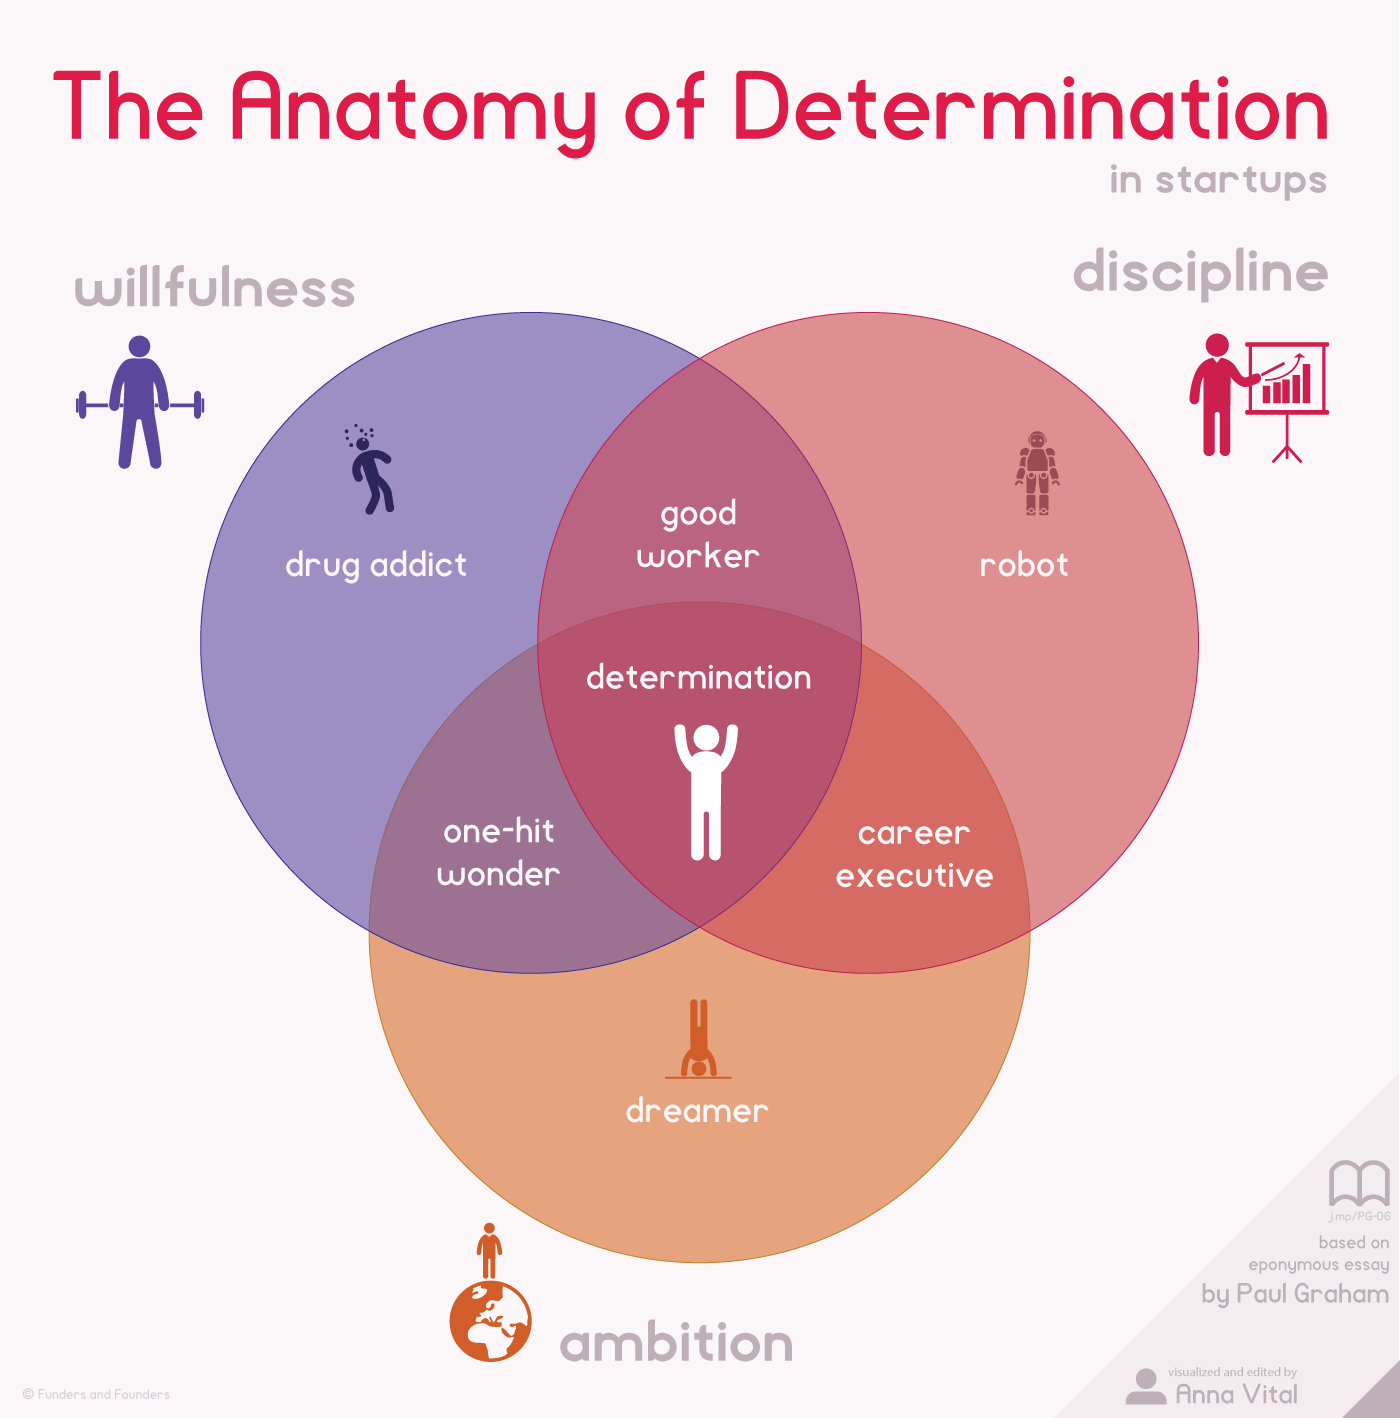 The Anatomy of Determination
in startups
willfulness
discipline
good
worker
drug addict
robot
determination
one-hit
wonder
career
executive
dreamer
ambition
j.mp/PG-06
based on
eponymous essay
by Paul Graham
visualized and edited by
Anna Vital
© Funders and Founders